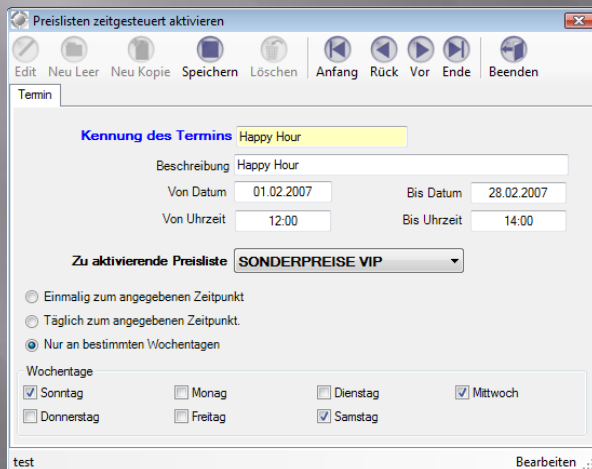 Preislisten zeitgesteuert aktivieren
Edit Neu Leer Neu Kopie Speichern Löschen Anfang Rück Vor Ende Beenden
Termin
Kennung des Termins Happy Hour
Beschreibung Happy Hour
Von Datum 01.02.2007 Bis Datum 28.02.2007
Von Uhrzeit 12:00 Bis Uhrzeit 14:00
Zu aktivierende Preisliste SONDERPREISE VIP
Einmalig zum angegebenen Zeitpunkt
Täglich zum angegebenen Zeitpunkt.
Nur an bestimmten Wochentagen
Wochentage
Sonntag Monag Dienstag Mittwoch
Donnerstag Freitag Samstag
test Bearbeiten